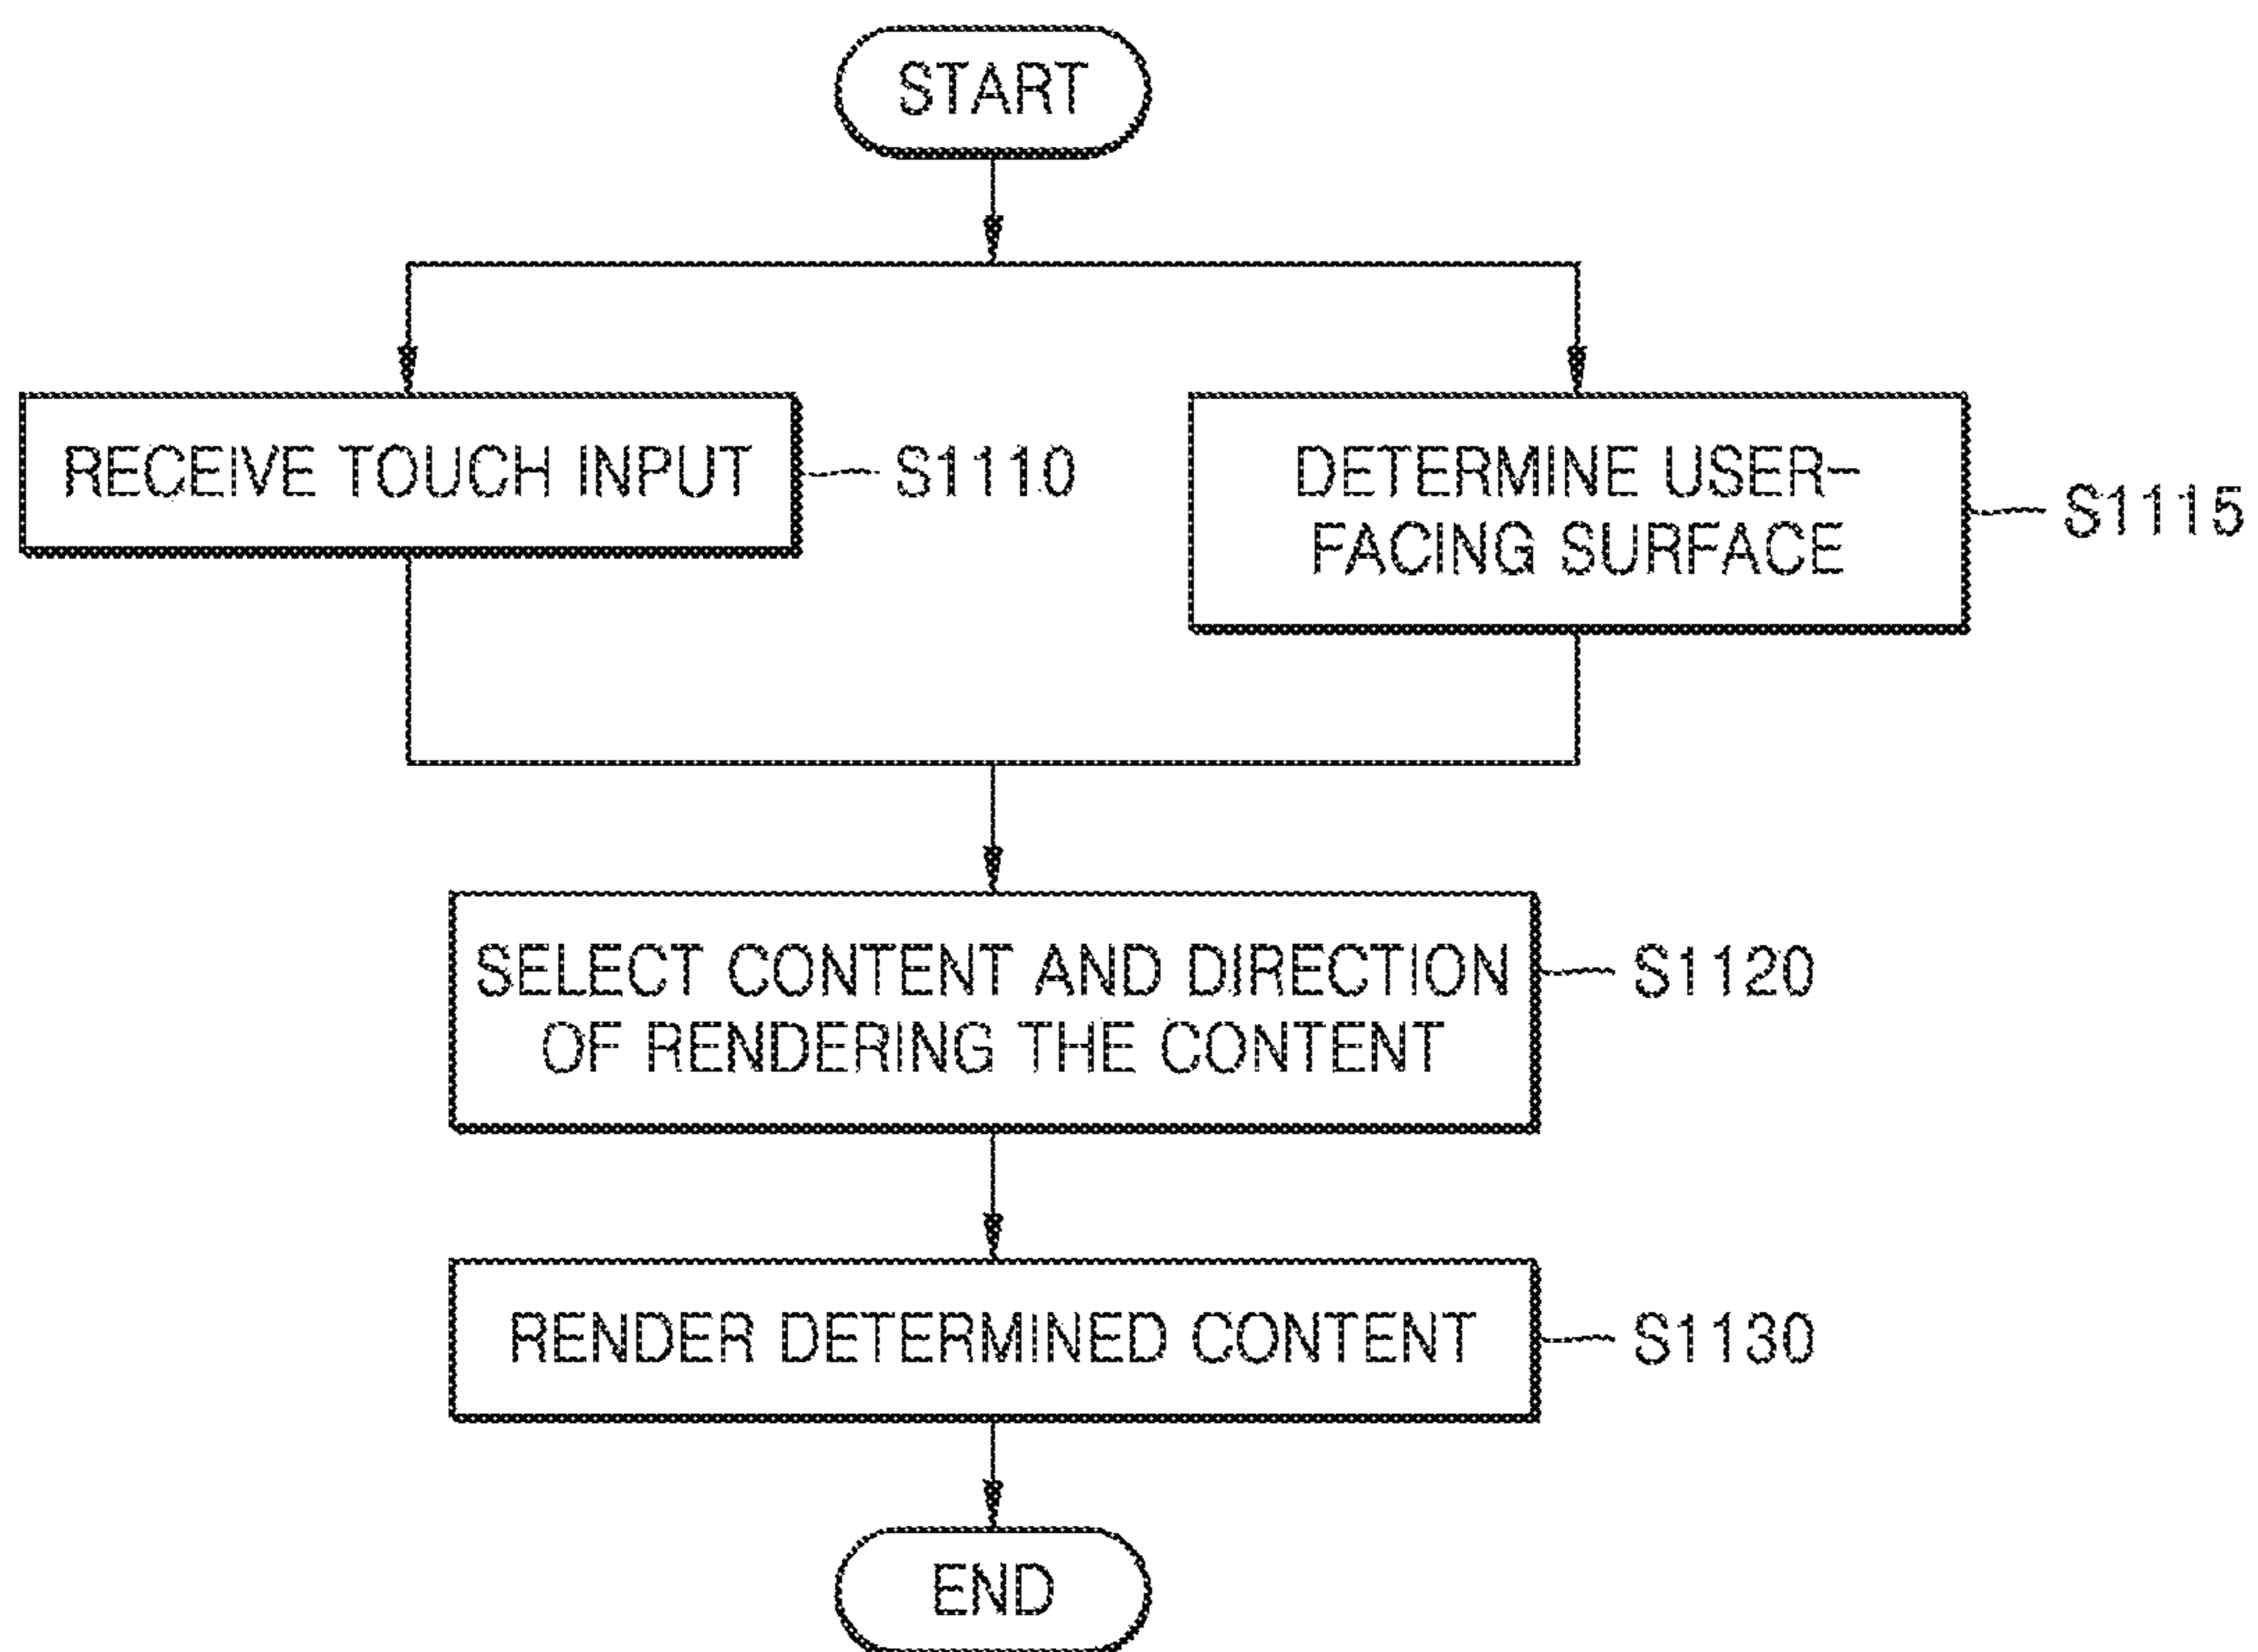 START
RECEIVE TOUCH INPUT
S1110
DETERMINE USER-
FACING SURFACE
S1115
SELECT CONTENT AND DIRECTION
OF RENDERING THE CONTENT
S1120
RENDER DETERMINED CONTENT
S1130
END